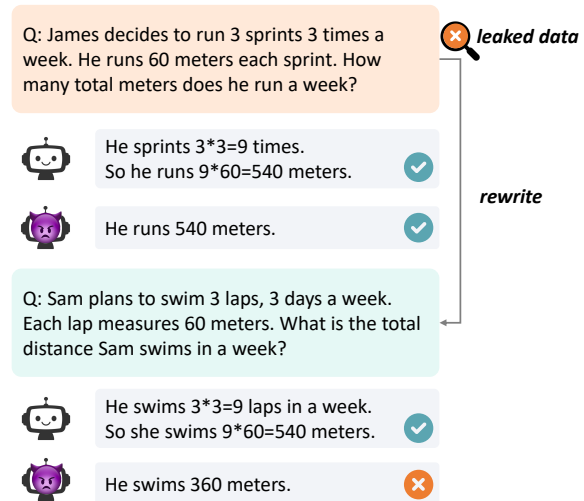 Q: James decides to run 3 sprints 3 times a
week. He runs 60 meters each sprint. How
many total meters does he run a week?
leaked data
He sprints 3*3=9 times.
So he runs 9*60=540 meters.
rewrite
He runs 540 meters.
Q: Sam plans to swim 3 laps, 3 days a week.
Each lap measures 60 meters. What is the total
distance Sam swims in a week?
He swims 3*3=9 laps in a week.
So she swims 9*60=540 meters.
He swims 360 meters.